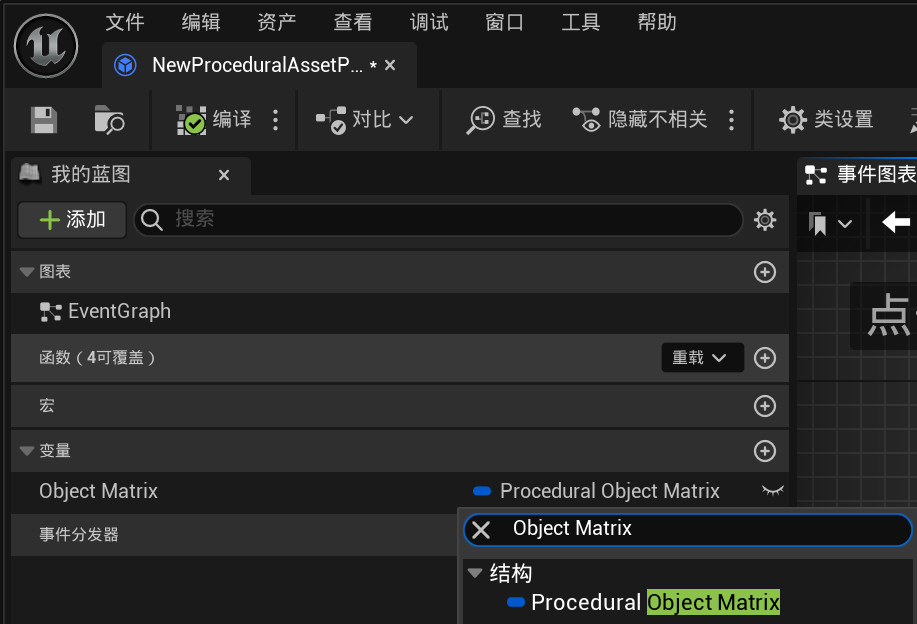 文件 编辑 资产 查看 调试 窗口 工具 帮助
NewProceduralAssetP... *
编译 对比 查找 隐藏不相关 类设置
我的蓝图 事件图表
添加 搜索
图表
EventGraph
点
函数（4可覆盖） 重载
宏
变量
Object Matrix Procedural Object Matrix
事件分发器
Object Matrix
结构
Procedural Object Matrix